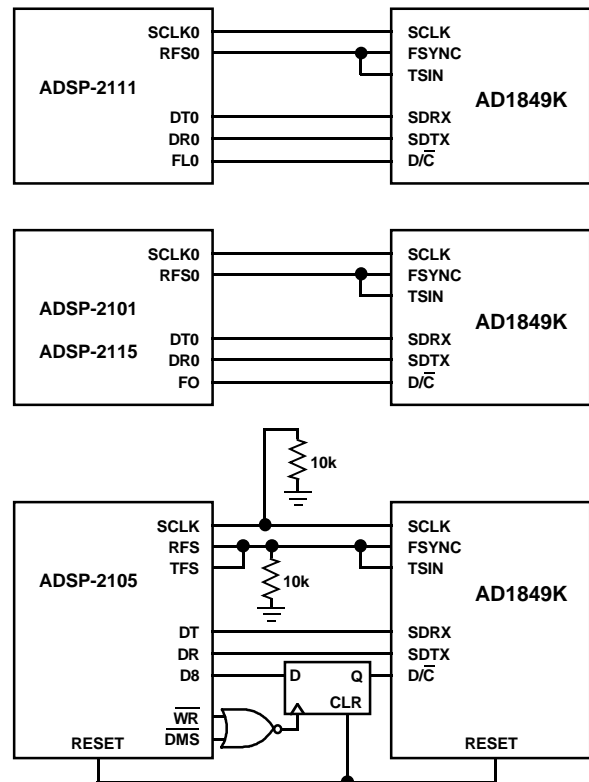 SCLK0 SCLK
RFS0 FSYNC
TSIN
ADSP-2111 AD1849K
DT0 SDRX
DR0 SDTX
FL0 D/C̅
SCLK0 SCLK
RFS0 FSYNC
TSIN
ADSP-2101 AD1849K
ADSP-2115
DT0 SDRX
DR0 SDTX
FO D/C̅
10k
SCLK SCLK
RFS FSYNC
TFS TSIN
10k
ADSP-2105 AD1849K
DT SDRX
DR SDTX
D8 D Q D/C̅
CLR
W̅R̅
D̅M̅S̅
RESET RESET